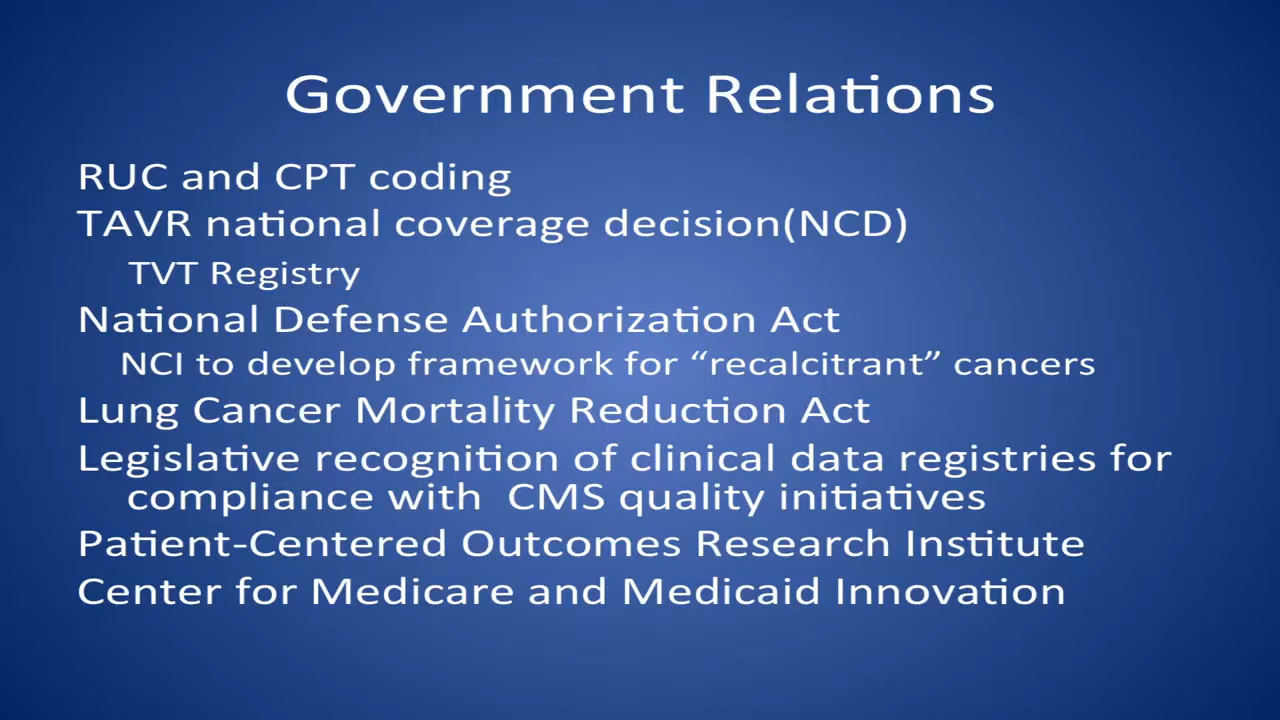 Government Relations
RUC and CPT coding
TAVR national coverage decision(NCD)
TVT Registry
National Defense Authorization Act
NCI to develop framework for “recalcitrant” cancers
Lung Cancer Mortality Reduction Act
Legislative recognition of clinical data registries for
compliance with  CMS quality initiatives
Patient-Centered Outcomes Research Institute
Center for Medicare and Medicaid Innovation